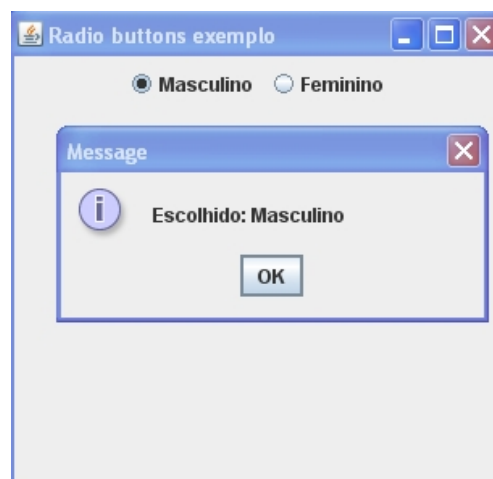 Radio buttons exemplo
Masculino Feminino
Message
i
Escolhido: Masculino
OK